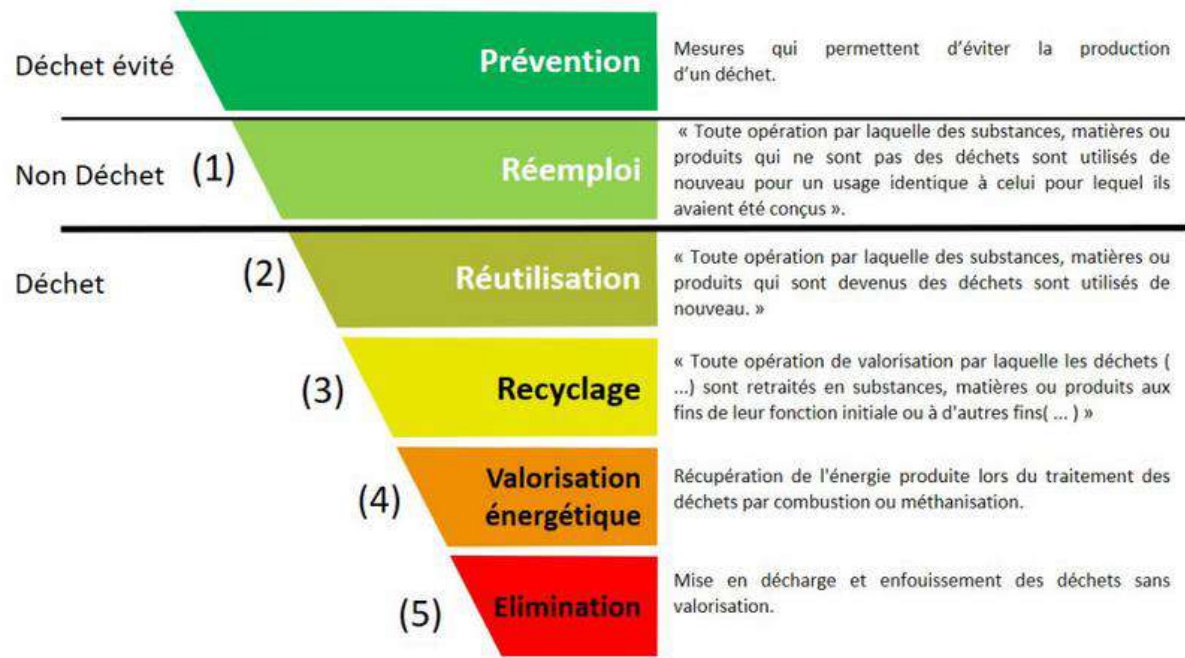 Déchet évité
Prévention
Mesures qui permettent d'éviter la production
d'un déchet.
Non Déchet
(1)
Réemploi
« Toute opération par laquelle des substances, matières ou
produits qui ne sont pas des déchets sont utilisés de
nouveau pour un usage identique à celui pour lequel ils
avaient été conçus ».
Déchet
(2)
Réutilisation
« Toute opération par laquelle des substances, matières ou
produits qui sont devenus des déchets sont utilisés de
nouveau. »
(3)
Recyclage
« Toute opération de valorisation par laquelle les déchets (
...) sont retraités en substances, matières ou produits aux
fins de leur fonction initiale ou à d'autres fins( ... ) »
(4)
Valorisation
énergétique
Récupération de l'énergie produite lors du traitement des
déchets par combustion ou méthanisation.
(5)
Elimination
Mise en décharge et enfouissement des déchets sans
valorisation.